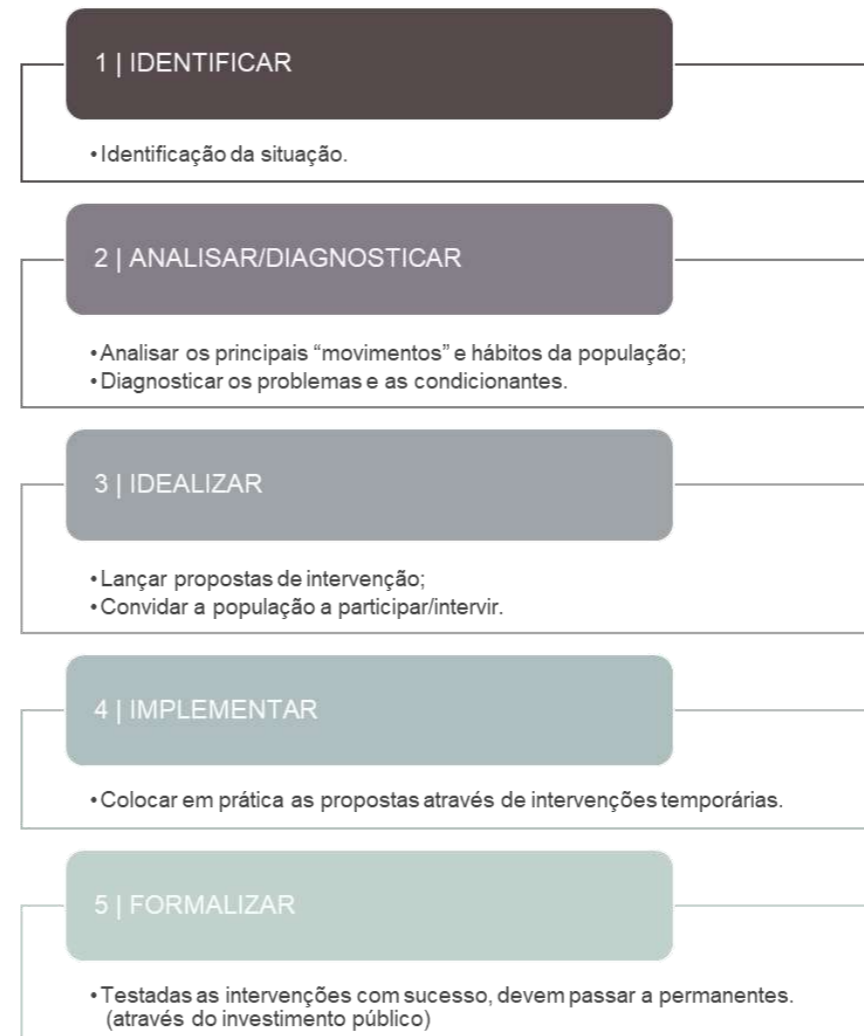 1 | IDENTIFICAR
•Identificação da situação.
2 | ANALISAR/DIAGNOSTICAR
•Analisar os principais “movimentos” e hábitos da população;
•Diagnosticar os problemas e as condicionantes.
3 | IDEALIZAR
•Lançar propostas de intervenção;
•Convidar a população a participar/intervir.
4 | IMPLEMENTAR
•Colocar em prática as propostas através de intervenções temporárias.
5 | FORMALIZAR
•Testadas as intervenções com sucesso, devem passar a permanentes.
(através do investimento público)